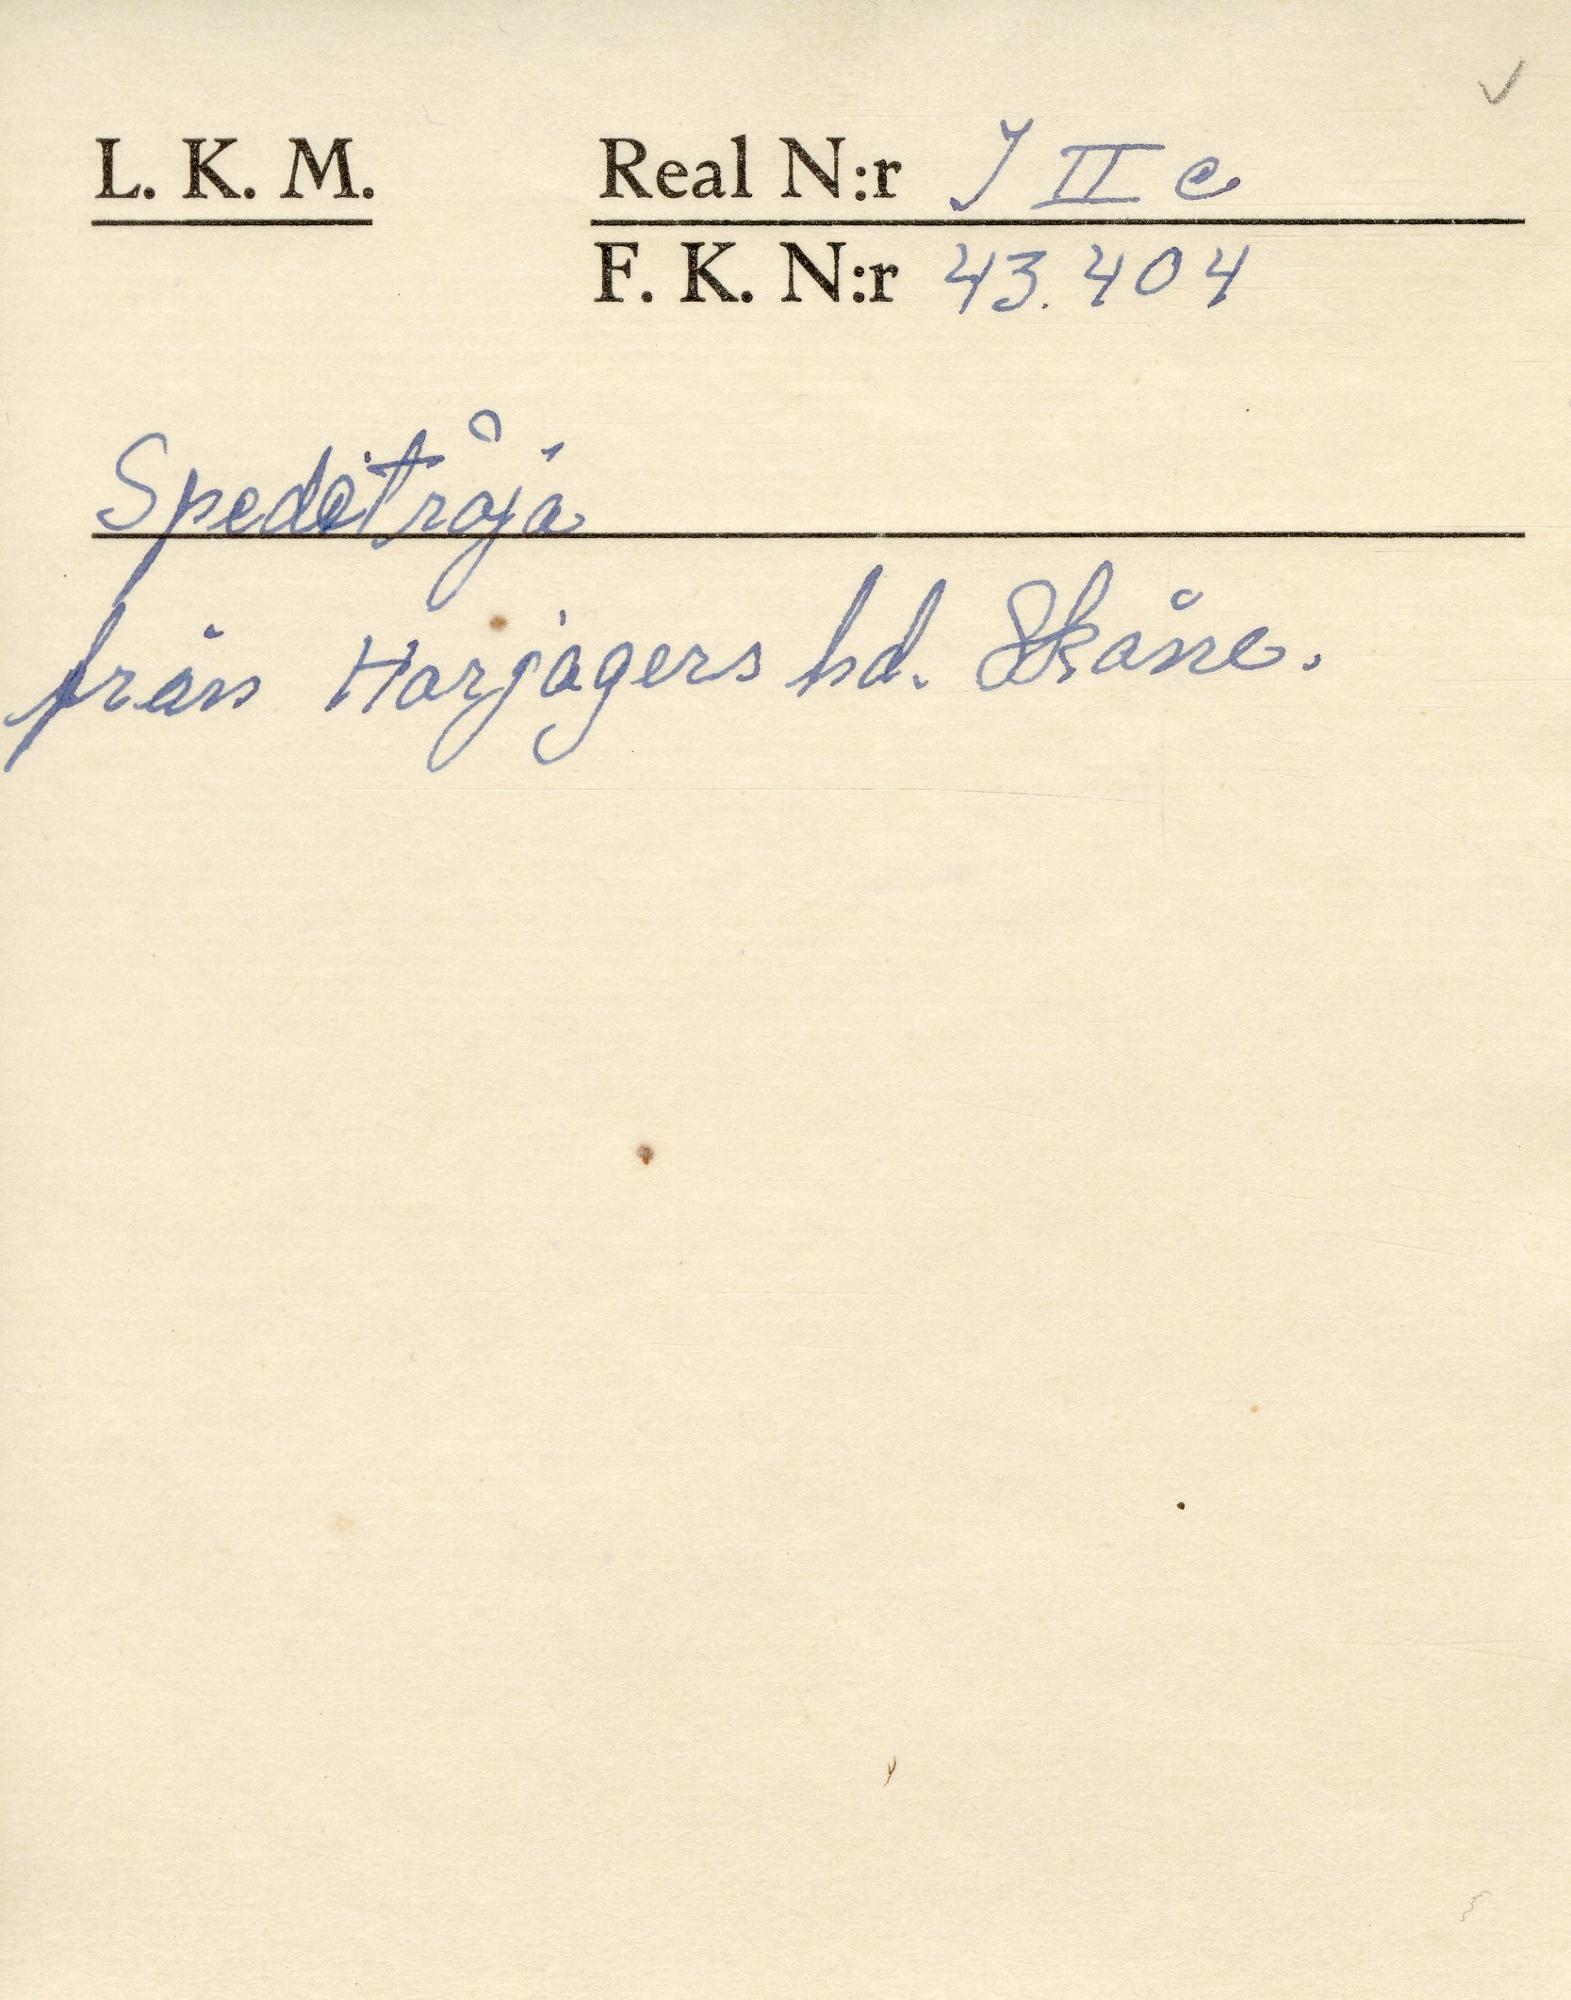 L. K. M.
Real N:r J II c
F. K. N:r 43.404
Spedetröja
från Harjagers hd. Skåne.